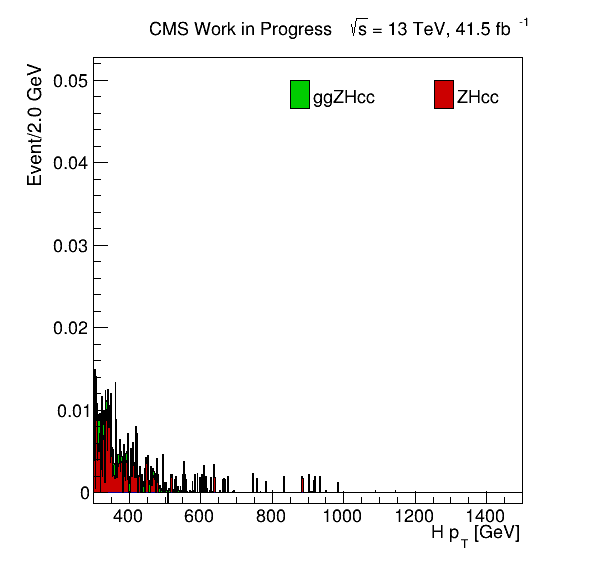 CMS Work in Progress √s = 13 TeV, 41.5 fb -1
Event/2.0 GeV
0.05
ggZHcc ZHcc
0.04
0.03
0.02
0.01
0
400 600 800 1000 1200 1400
H pT [GeV]